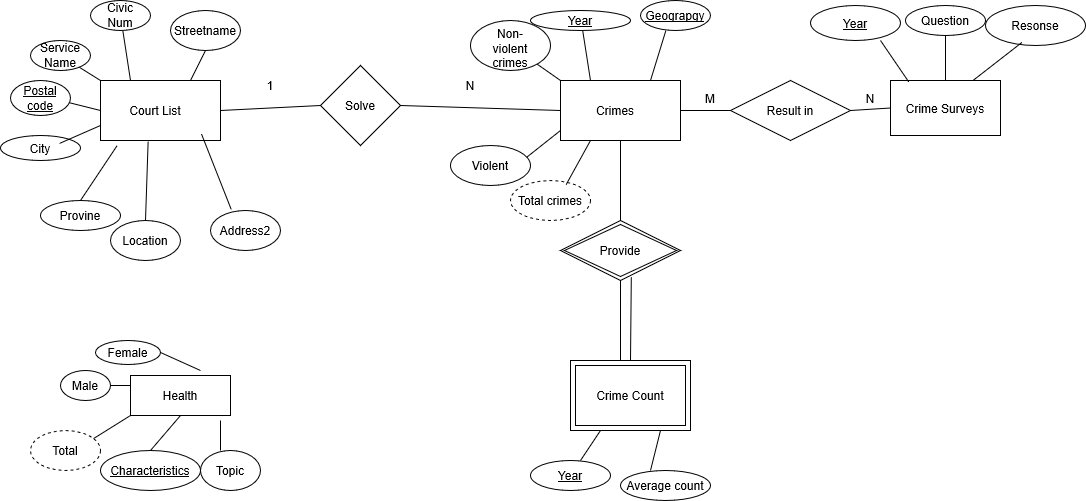 Civic
Num
Streetname
Service
Name
Postal
code
Court List
City
Provine
Location
Address2
1
Solve
N
Non-
violent
crimes
Year
Geograpgy
Crimes
Violent
Total crimes
M
Result in
N
Year
Question
Resonse
Crime Surveys
Provide
Crime Count
Year
Average count
Female
Male
Health
Total
Characteristics
Topic